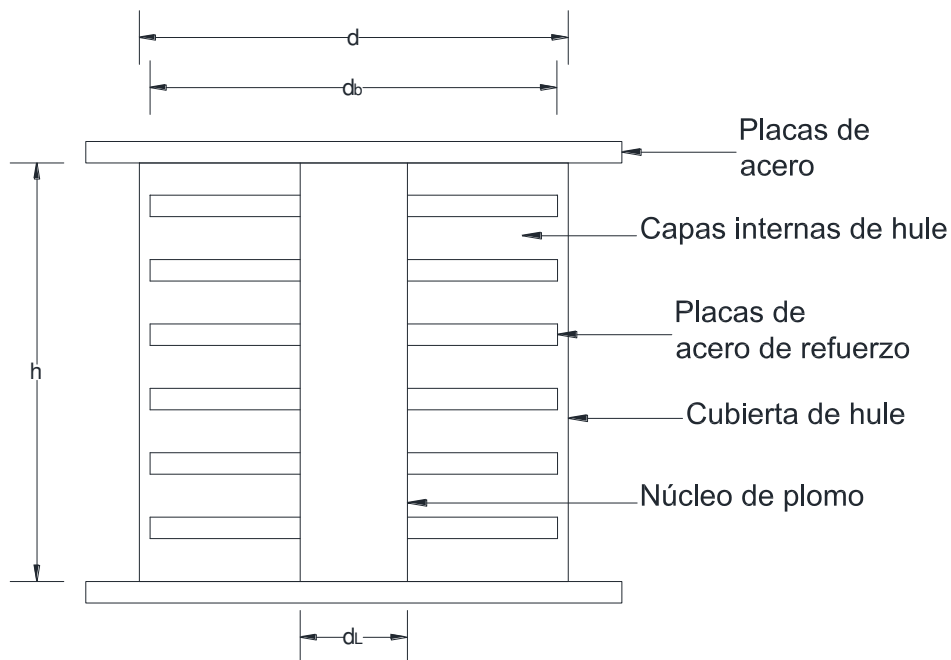 d
db
Placas de
acero
Capas internas de hule
Placas de
acero de refuerzo
h
Cubierta de hule
Núcleo de plomo
dL